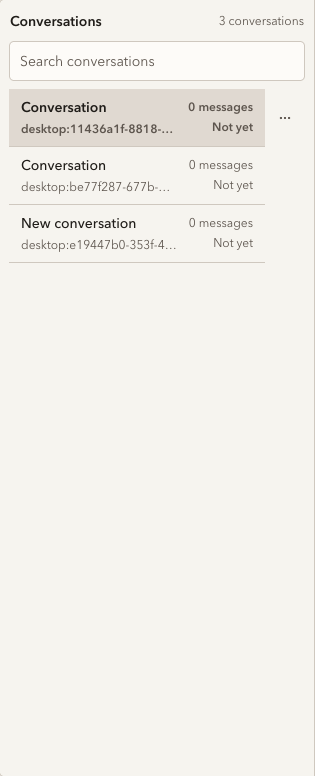 Conversations 3 conversations
Search conversations
Conversation 0 messages
desktop:11436a1f-8818-... Not yet
...
Conversation 0 messages
desktop:be77f287-677b-... Not yet
New conversation 0 messages
desktop:e19447b0-353f-4... Not yet